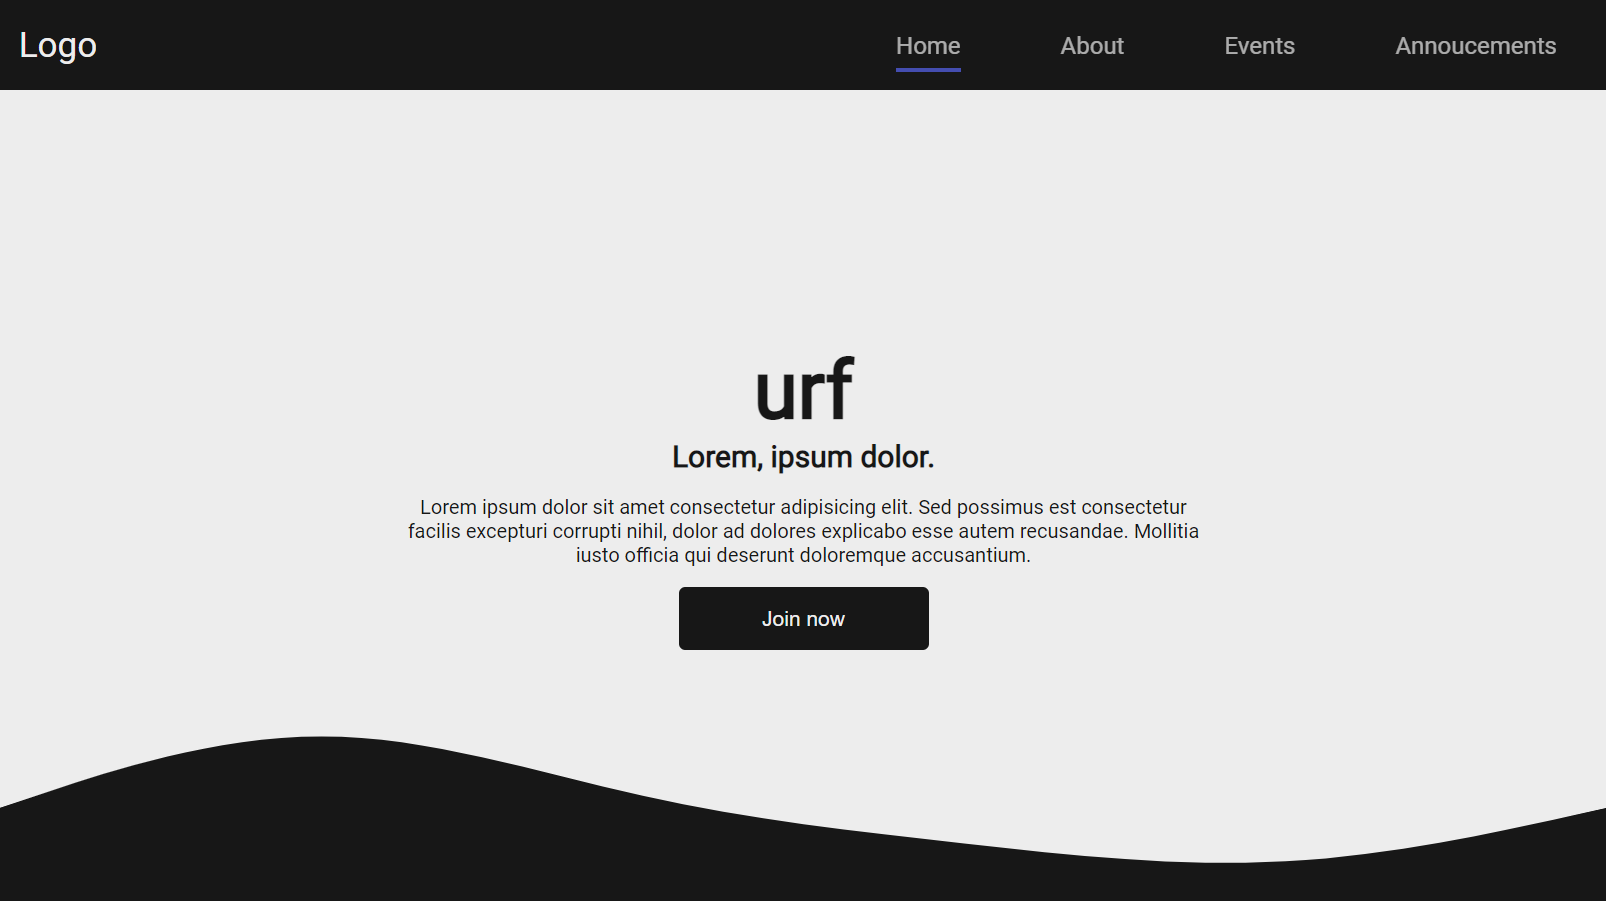 Logo
Home About Events Annoucements
urf
Lorem, ipsum dolor.
Lorem ipsum dolor sit amet consectetur adipisicing elit. Sed possimus est consectetur
facilis excepturi corrupti nihil, dolor ad dolores explicabo esse autem recusandae. Mollitia
iusto officia qui deserunt doloremque accusantium.
Join now